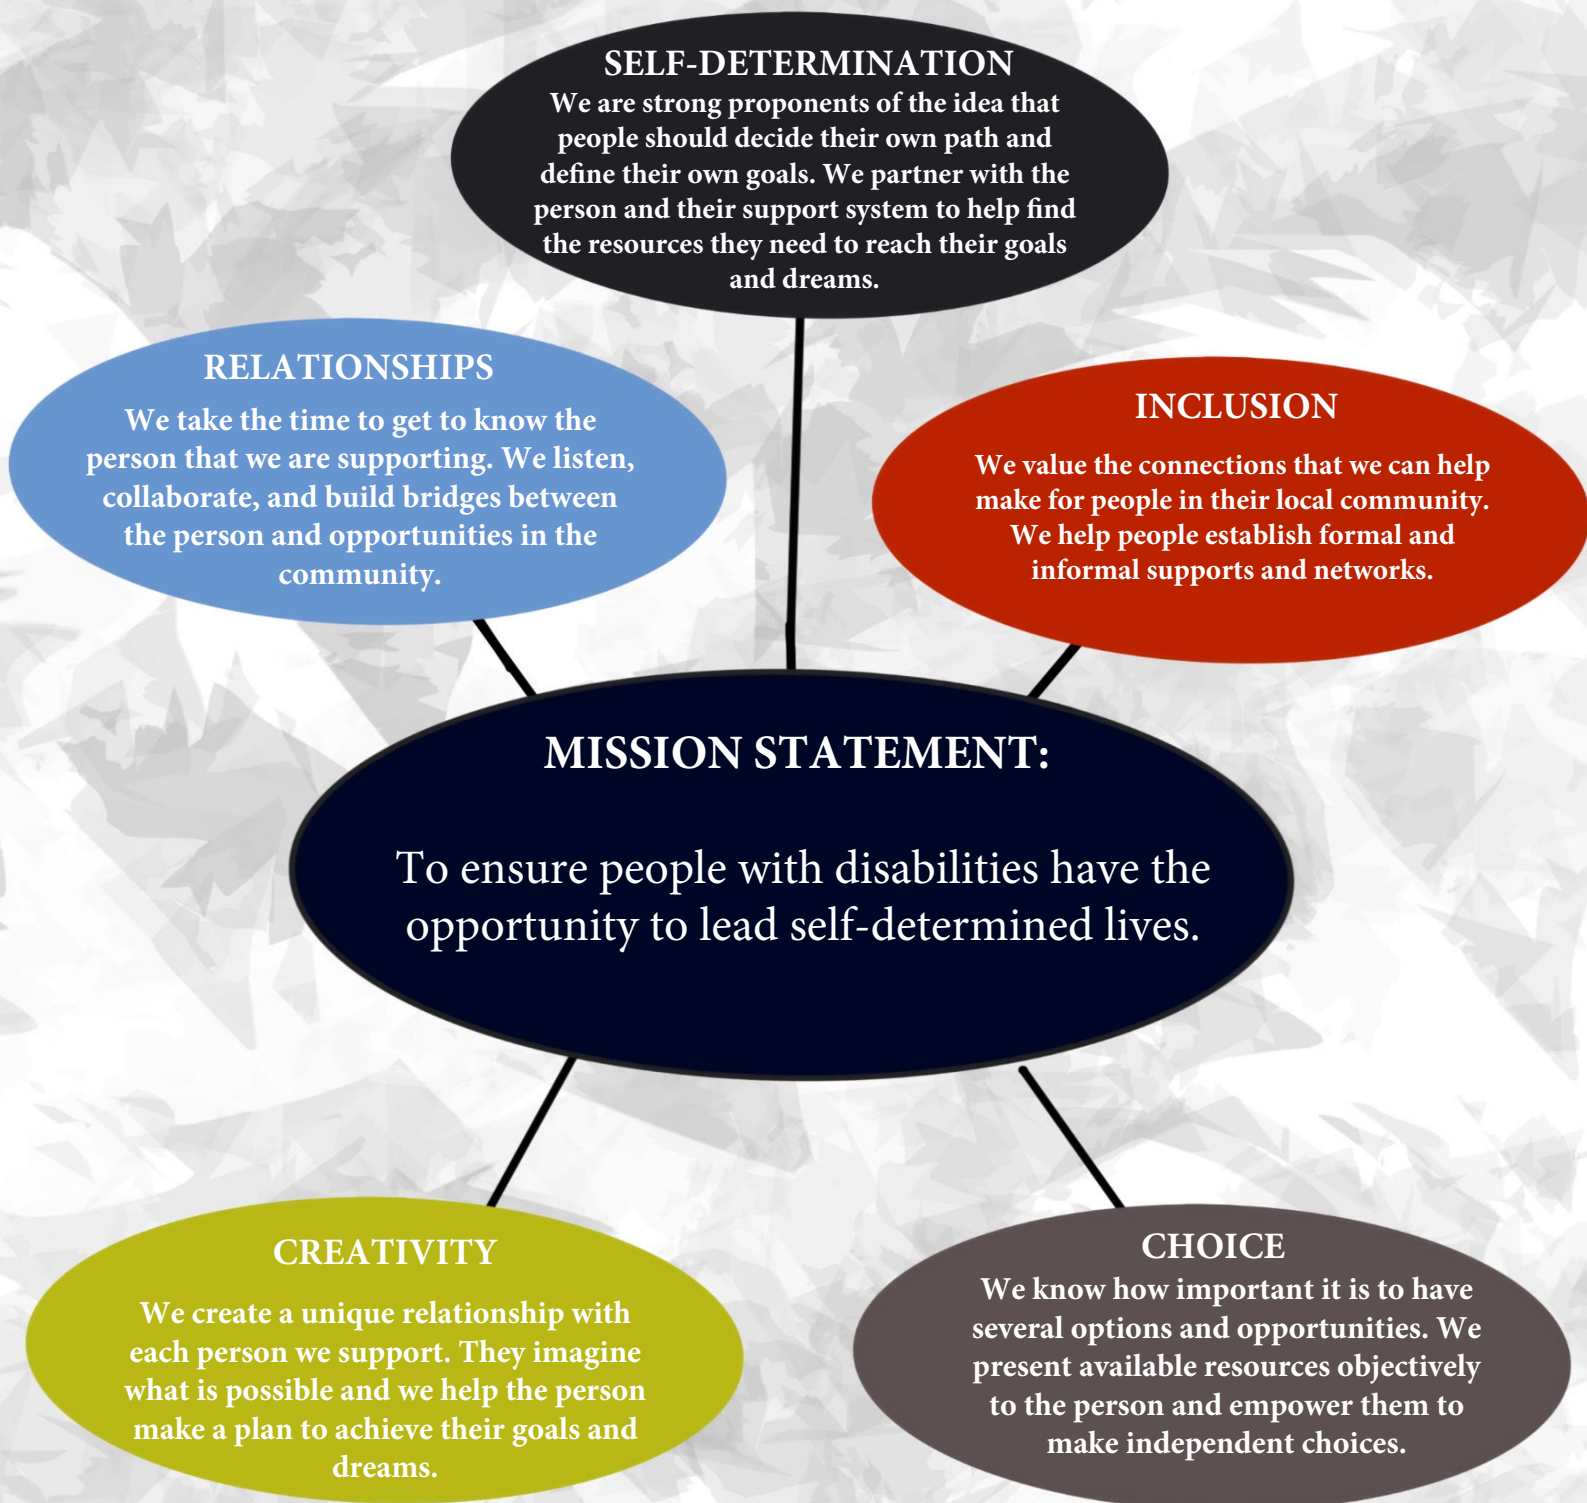 SELF-DETERMINATION
We are strong proponents of the idea that
people should decide their own path and
define their own goals. We partner with the
person and their support system to help find
the resources they need to reach their goals
and dreams.
RELATIONSHIPS
We take the time to get to know the
person that we are supporting. We listen,
collaborate, and build bridges between
the person and opportunities in the
community.
INCLUSION
We value the connections that we can help
make for people in their local community.
We help people establish formal and
informal supports and networks.
MISSION STATEMENT:
To ensure people with disabilities have the
opportunity to lead self-determined lives.
CREATIVITY
We create a unique relationship with
each person we support. They imagine
what is possible and we help the person
make a plan to achieve their goals and
dreams.
CHOICE
We know how important it is to have
several options and opportunities. We
present available resources objectively
to the person and empower them to
make independent choices.